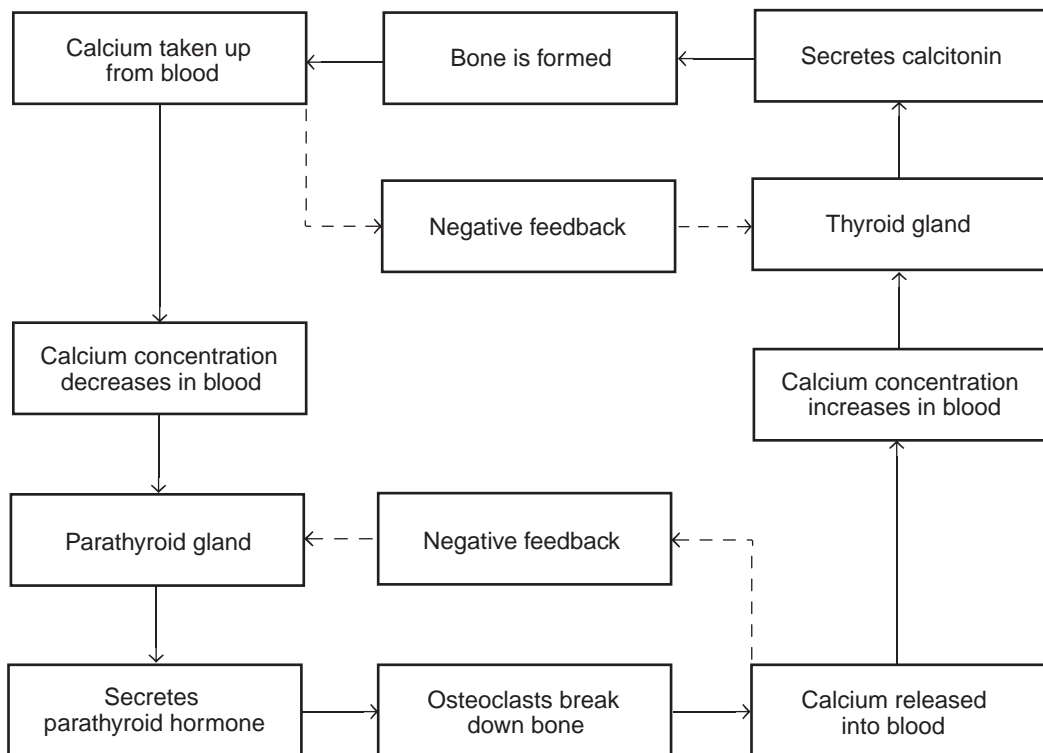 Calcium taken up
from blood
Bone is formed
Secretes calcitonin
Negative feedback
Thyroid gland
Calcium concentration
decreases in blood
Calcium concentration
increases in blood
Parathyroid gland
Negative feedback
Secretes
parathyroid hormone
Osteoclasts break
down bone
Calcium released
into blood